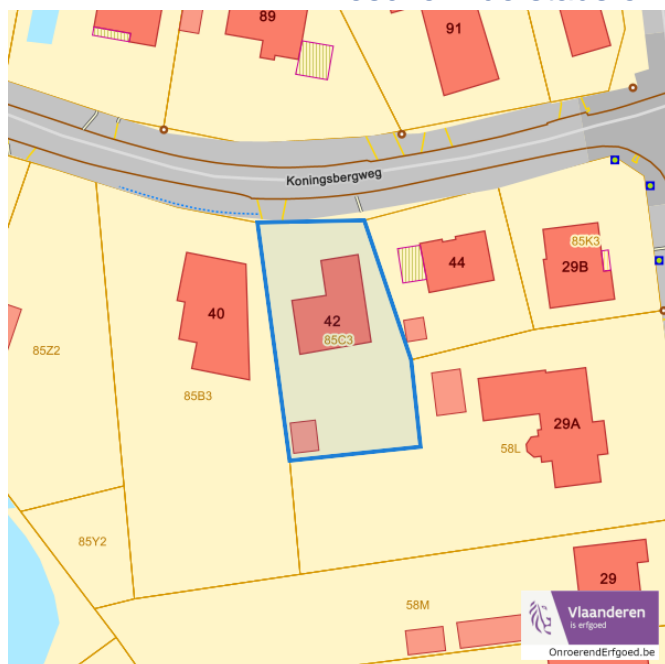 89
91
Koningsbergweg
85K3
44
29B
40
42
85C3
85Z2
85B3
29A
58L
85Y2
29
58M
Vlaanderen
is erfgoed
OnroerendErfgoed.be